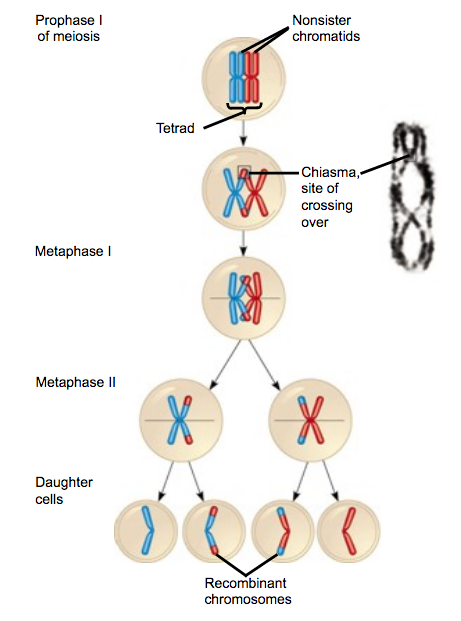 Prophase I
of meiosis
Nonsister
chromatids
Tetrad
Chiasma,
site of
crossing
over
Metaphase I
Metaphase II
Daughter
cells
Recombinant
chromosomes